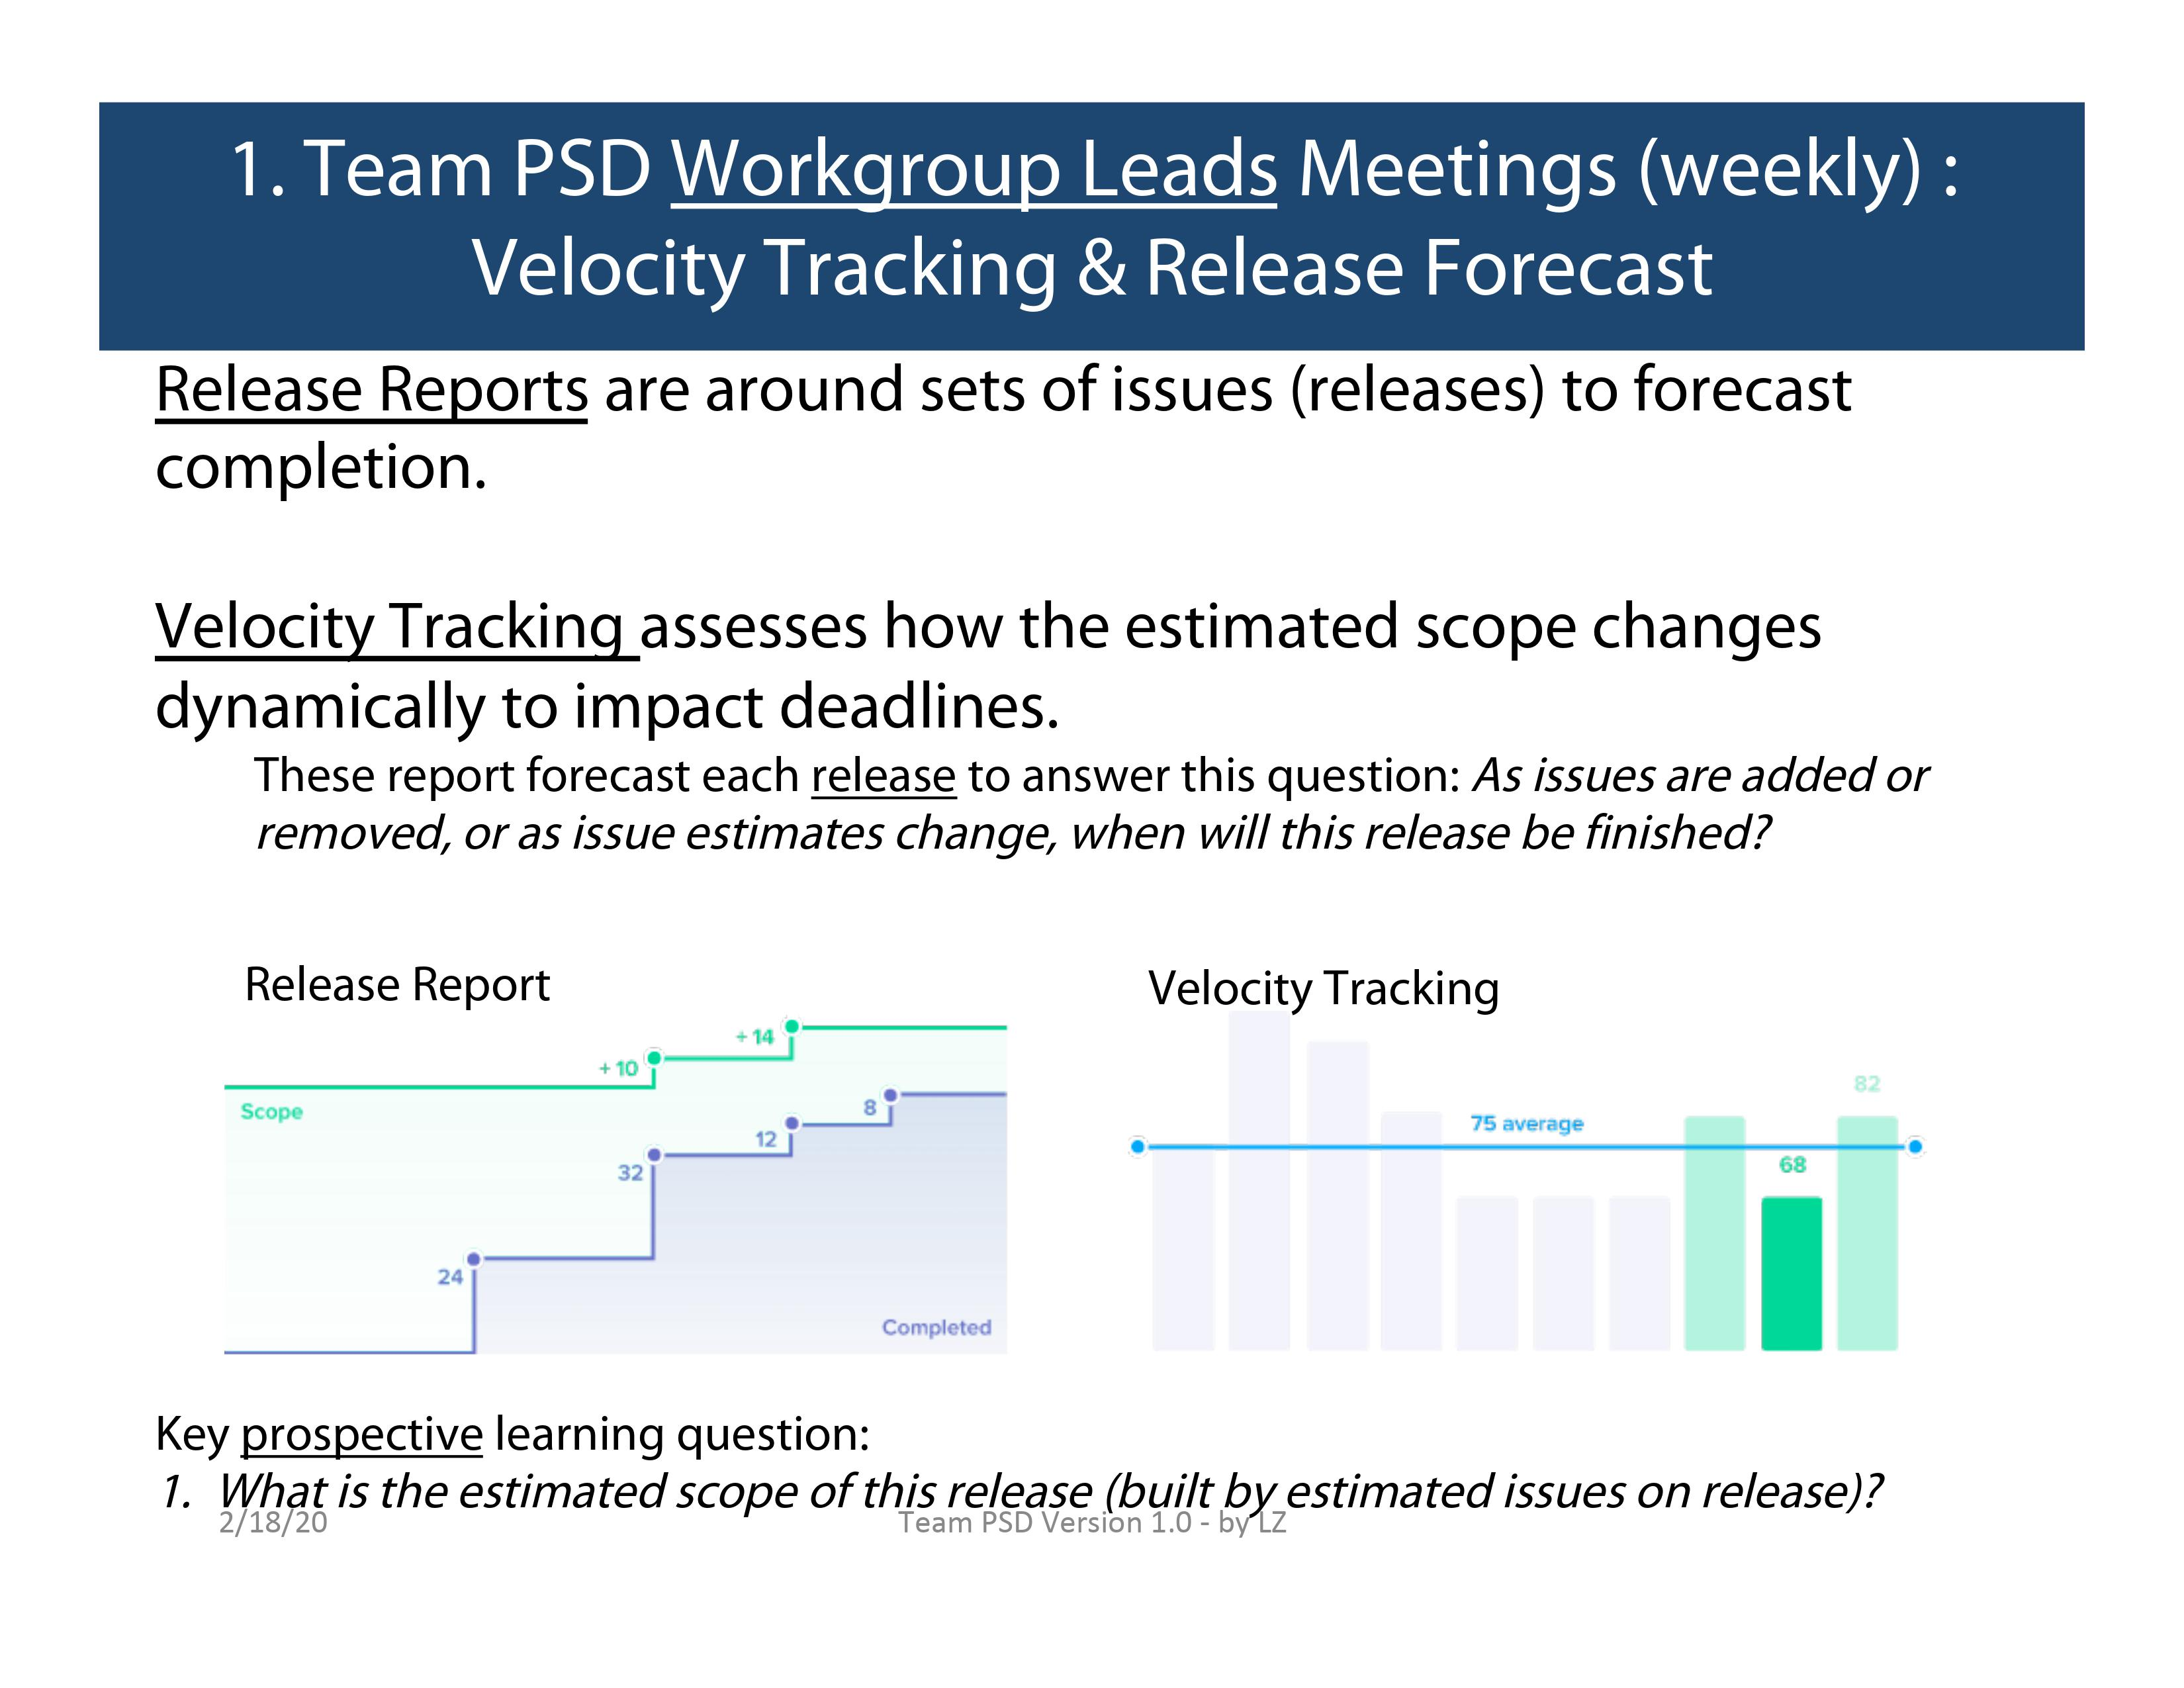 1. Team PSD Workgroup Leads Meetings (weekly) :
Velocity Tracking & Release Forecast
Release Reports are around sets of issues (releases) to forecast
completion.
Velocity Tracking assesses how the estimated scope changes
dynamically to impact deadlines.
These report forecast each release to answer this question: As issues are added or
removed, or as issue estimates change, when will this release be finished?
Release Report
+ 14
+ 10
Scope
8
12
32
24
Completed
Velocity Tracking
82
75 average
68
Key prospective learning question:
1. What is the estimated scope of this release (built by estimated issues on release)?
2/18/20
Team PSD Version 1.0 - by LZ